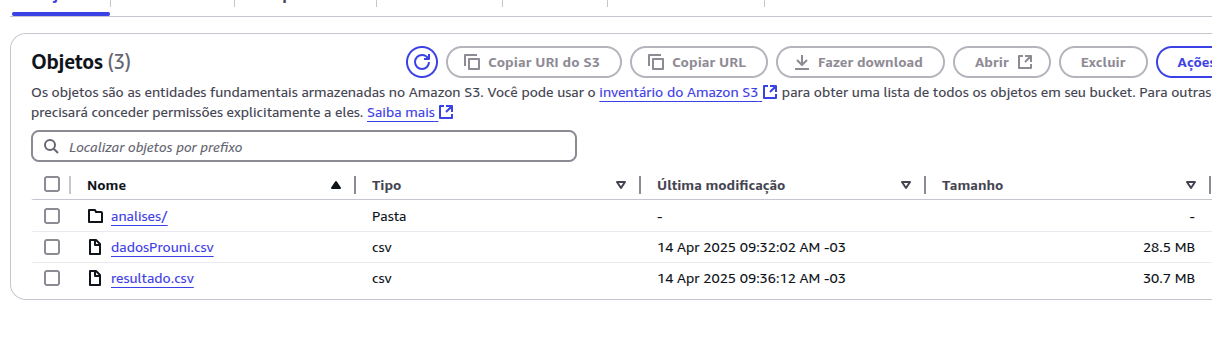 Objetos (3)
Copiar URI do S3
Copiar URL
Fazer download
Abrir
Excluir
Ações
Os objetos são as entidades fundamentais armazenadas no Amazon S3. Você pode usar o inventário do Amazon S3 para obter uma lista de todos os objetos em seu bucket. Para outras
precisará conceder permissões explicitamente a eles. Saiba mais
Localizar objetos por prefixo
Nome Tipo Última modificação Tamanho
analises/ Pasta - -
dadosProuni.csv csv 14 Apr 2025 09:32:02 AM -03 28.5 MB
resultado.csv csv 14 Apr 2025 09:36:12 AM -03 30.7 MB